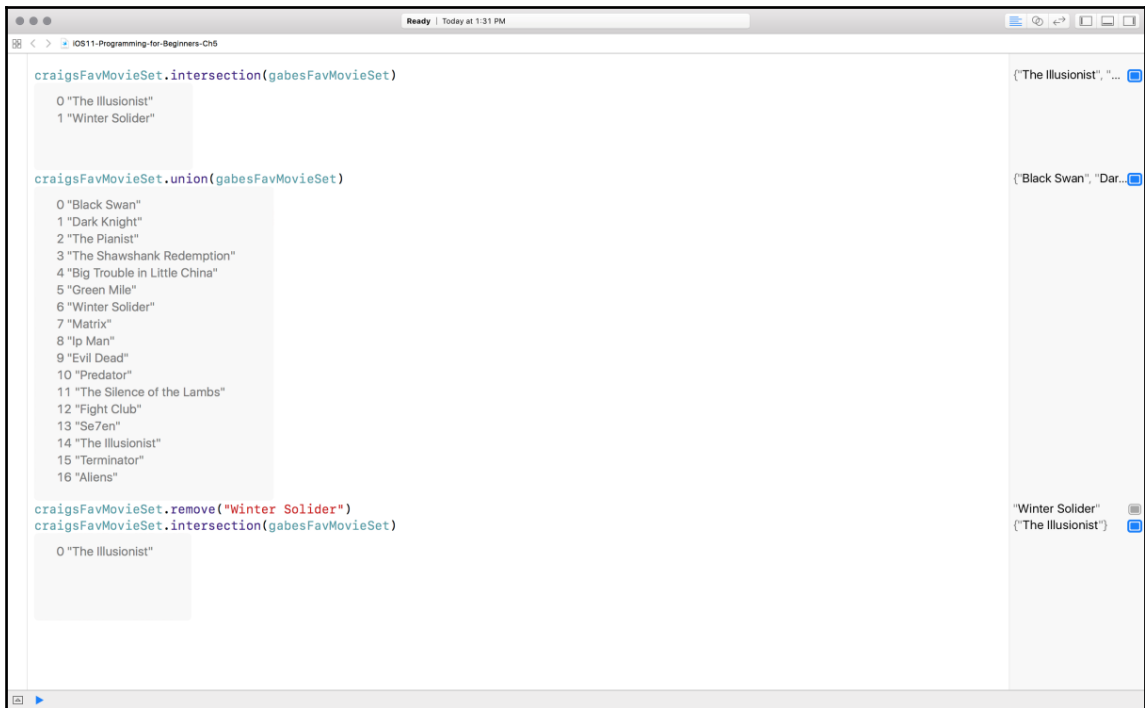 Ready | Today at 1:31 PM
iOS11-Programming-for-Beginners-Ch5
craigsFavMovieSet.intersection(gabesFavMovieSet)
{"The Illusionist", "...
0 "The Illusionist"
1 "Winter Solider"
craigsFavMovieSet.union(gabesFavMovieSet)
{"Black Swan", "Dar...
0 "Black Swan"
1 "Dark Knight"
2 "The Pianist"
3 "The Shawshank Redemption"
4 "Big Trouble in Little China"
5 "Green Mile"
6 "Winter Solider"
7 "Matrix"
8 "Ip Man"
9 "Evil Dead"
10 "Predator"
11 "The Silence of the Lambs"
12 "Fight Club"
13 "Se7en"
14 "The Illusionist"
15 "Terminator"
16 "Aliens"
craigsFavMovieSet.remove("Winter Solider")
"Winter Solider"
craigsFavMovieSet.intersection(gabesFavMovieSet)
{"The Illusionist"}
0 "The Illusionist"